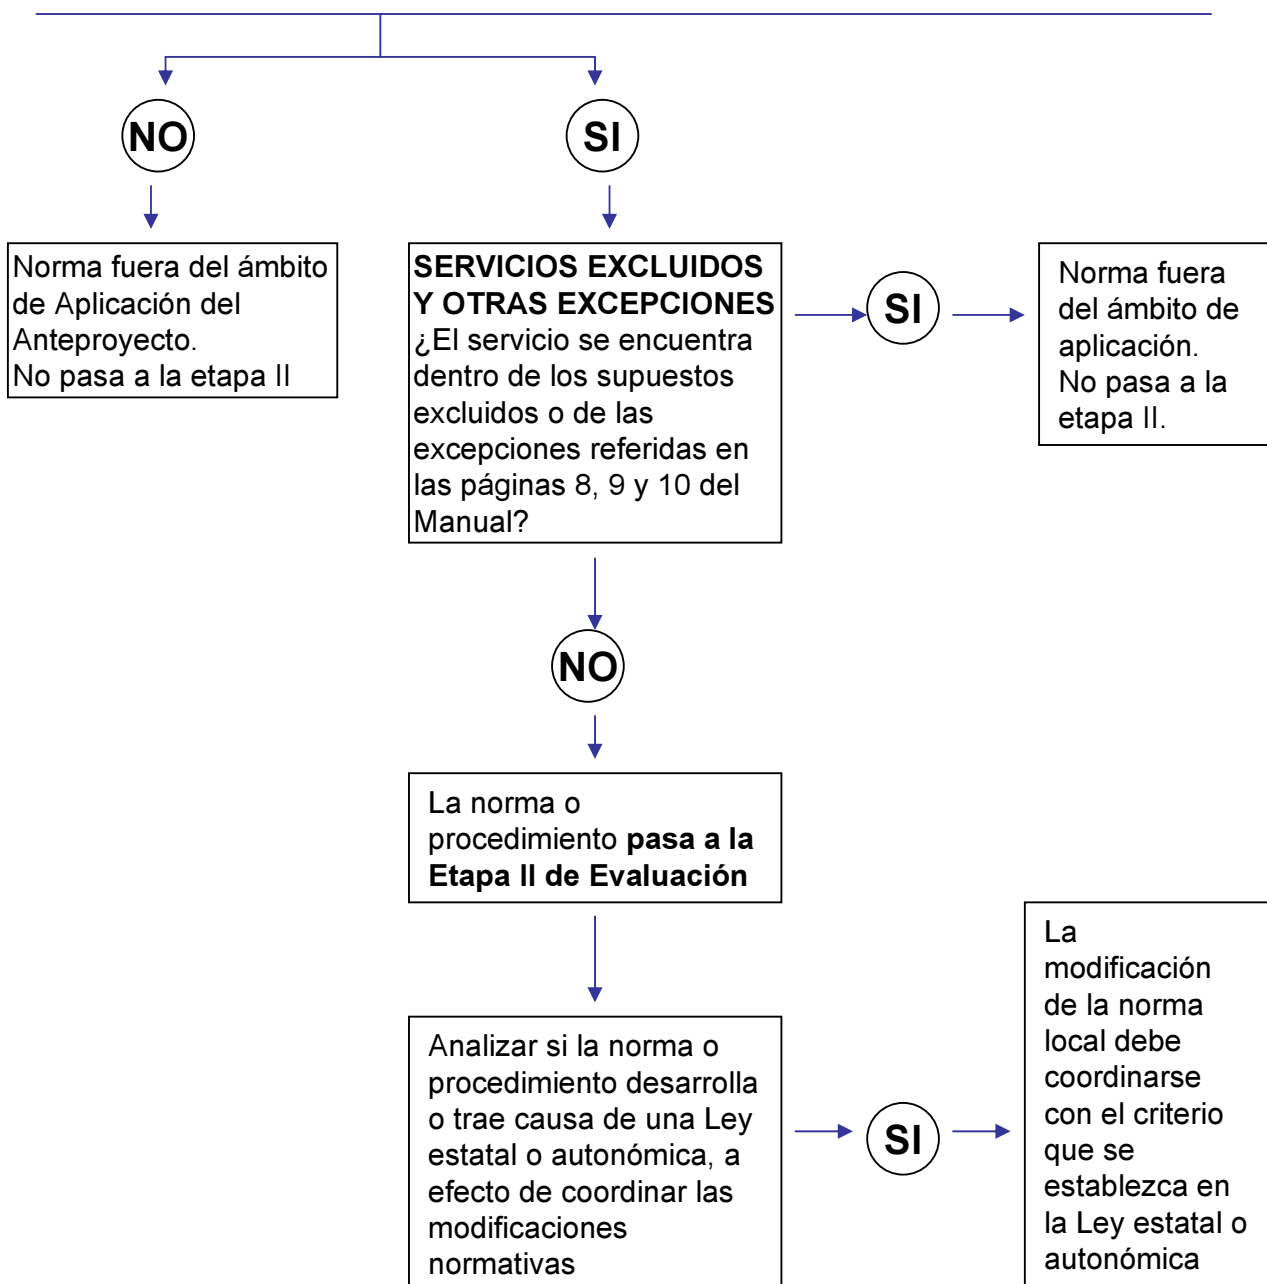 NO
SI
Norma fuera del ámbito
de Aplicación del
Anteproyecto.
No pasa a la etapa II
SERVICIOS EXCLUIDOS
Y OTRAS EXCEPCIONES
¿El servicio se encuentra
dentro de los supuestos
excluidos o de las
excepciones referidas en
las páginas 8, 9 y 10 del
Manual?
SI
Norma fuera
del ámbito de
aplicación.
No pasa a la
etapa II.
NO
La norma o
procedimiento pasa a la
Etapa II de Evaluación
Analizar si la norma o
procedimiento desarrolla
o trae causa de una Ley
estatal o autonómica, a
efecto de coordinar las
modificaciones
normativas
SI
La
modificación
de la norma
local debe
coordinarse
con el criterio
que se
establezca en
la Ley estatal o
autonómica